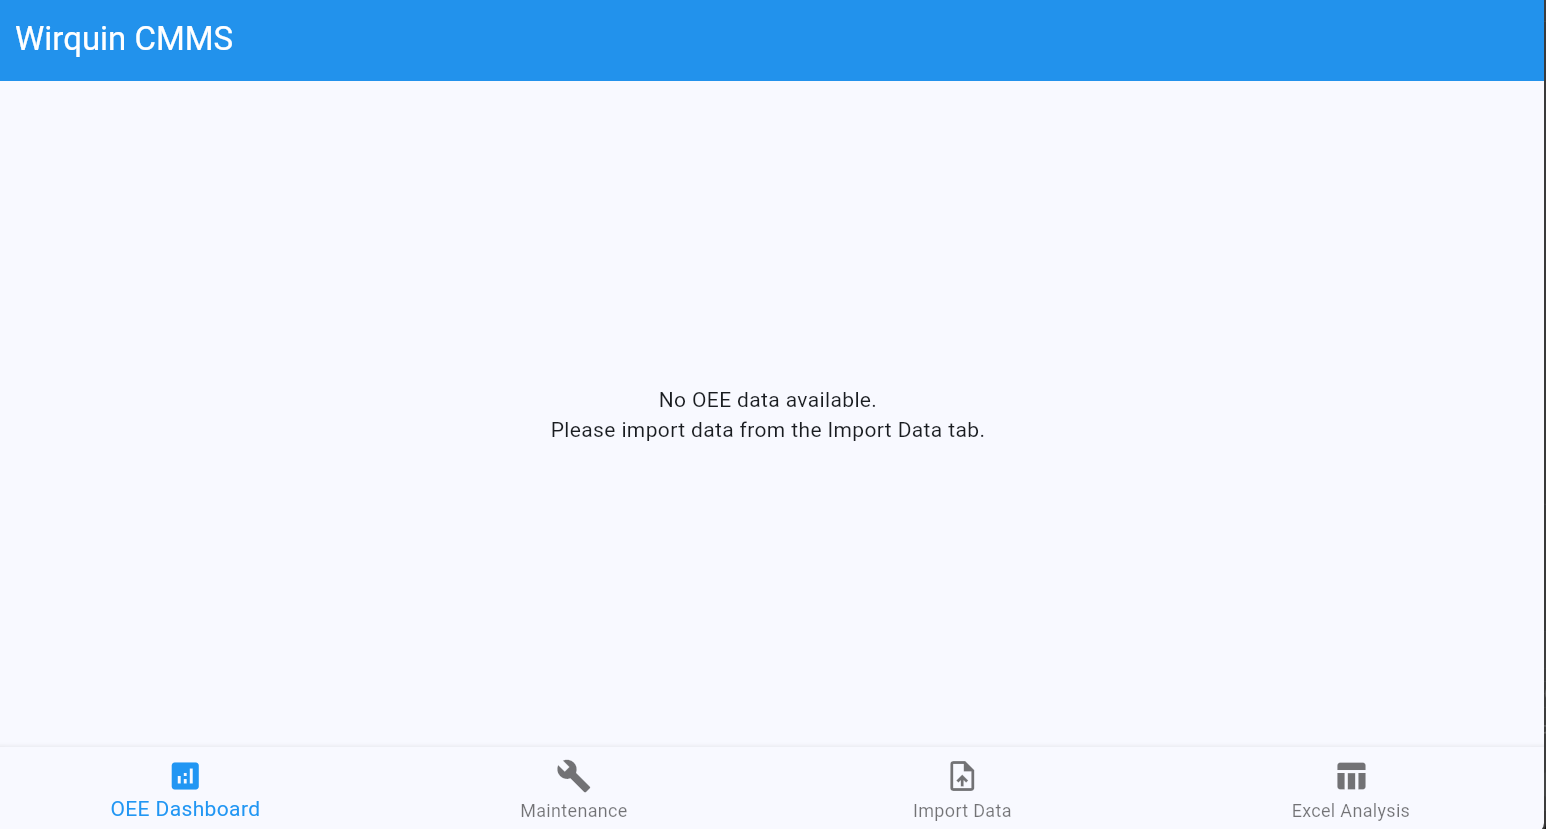 Wirquin CMMS
No OEE data available.
Please import data from the Import Data tab.
OEE Dashboard
Maintenance
Import Data
Excel Analysis